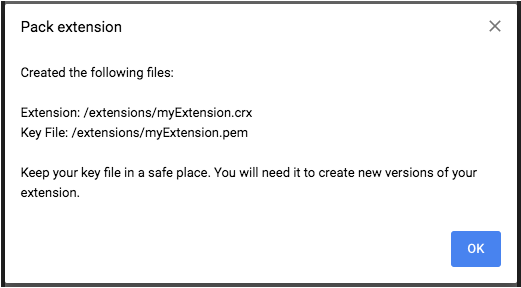 Pack extension
Created the following files:
Extension: /extensions/myExtension.crx
Key File: /extensions/myExtension.pem
Keep your key file in a safe place. You will need it to create new versions of your
extension.
OK